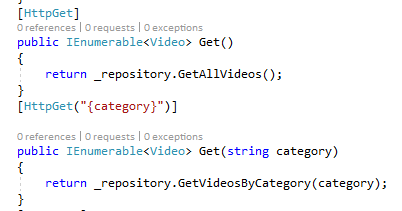 [HttpGet]
0 references | 0 requests | 0 exceptions
public IEnumerable<Video> Get()
{
return _repository.GetAllVideos();
}
[HttpGet("{category}")]
0 references | 0 requests | 0 exceptions
public IEnumerable<Video> Get(string category)
{
return _repository.GetVideosByCategory(category);
}